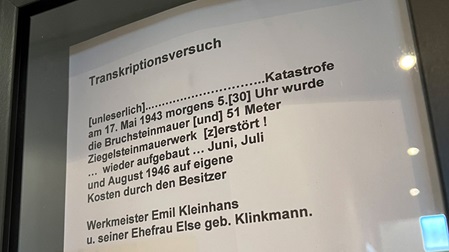 Transkriptionsversuch
[unleserlich]..............................Katastrofe
am 17. Mai 1943 morgens 5.[30] Uhr wurde
die Bruchsteinmauer [und] 51 Meter
Ziegelsteinmauerwerk [z]erstört !
... wieder aufgebaut ... Juni, Juli
und August 1946 auf eigene
Kosten durch den Besitzer
Werkmeister Emil Kleinhans
u. seiner Ehefrau Else geb. Klinkmann.